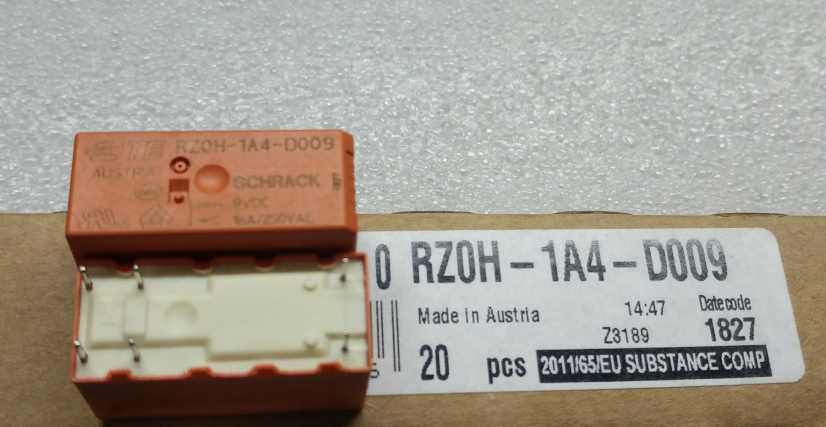 TE RZ0H-1A4-D009
AUSTRIA
SCHRACK
9VDC
16A/250VAC
0 RZ0H-1A4-D009
Made in Austria 14:47 Datecode
Z3189 1827
20 pcs 2011/65/EU SUBSTANCE COMP